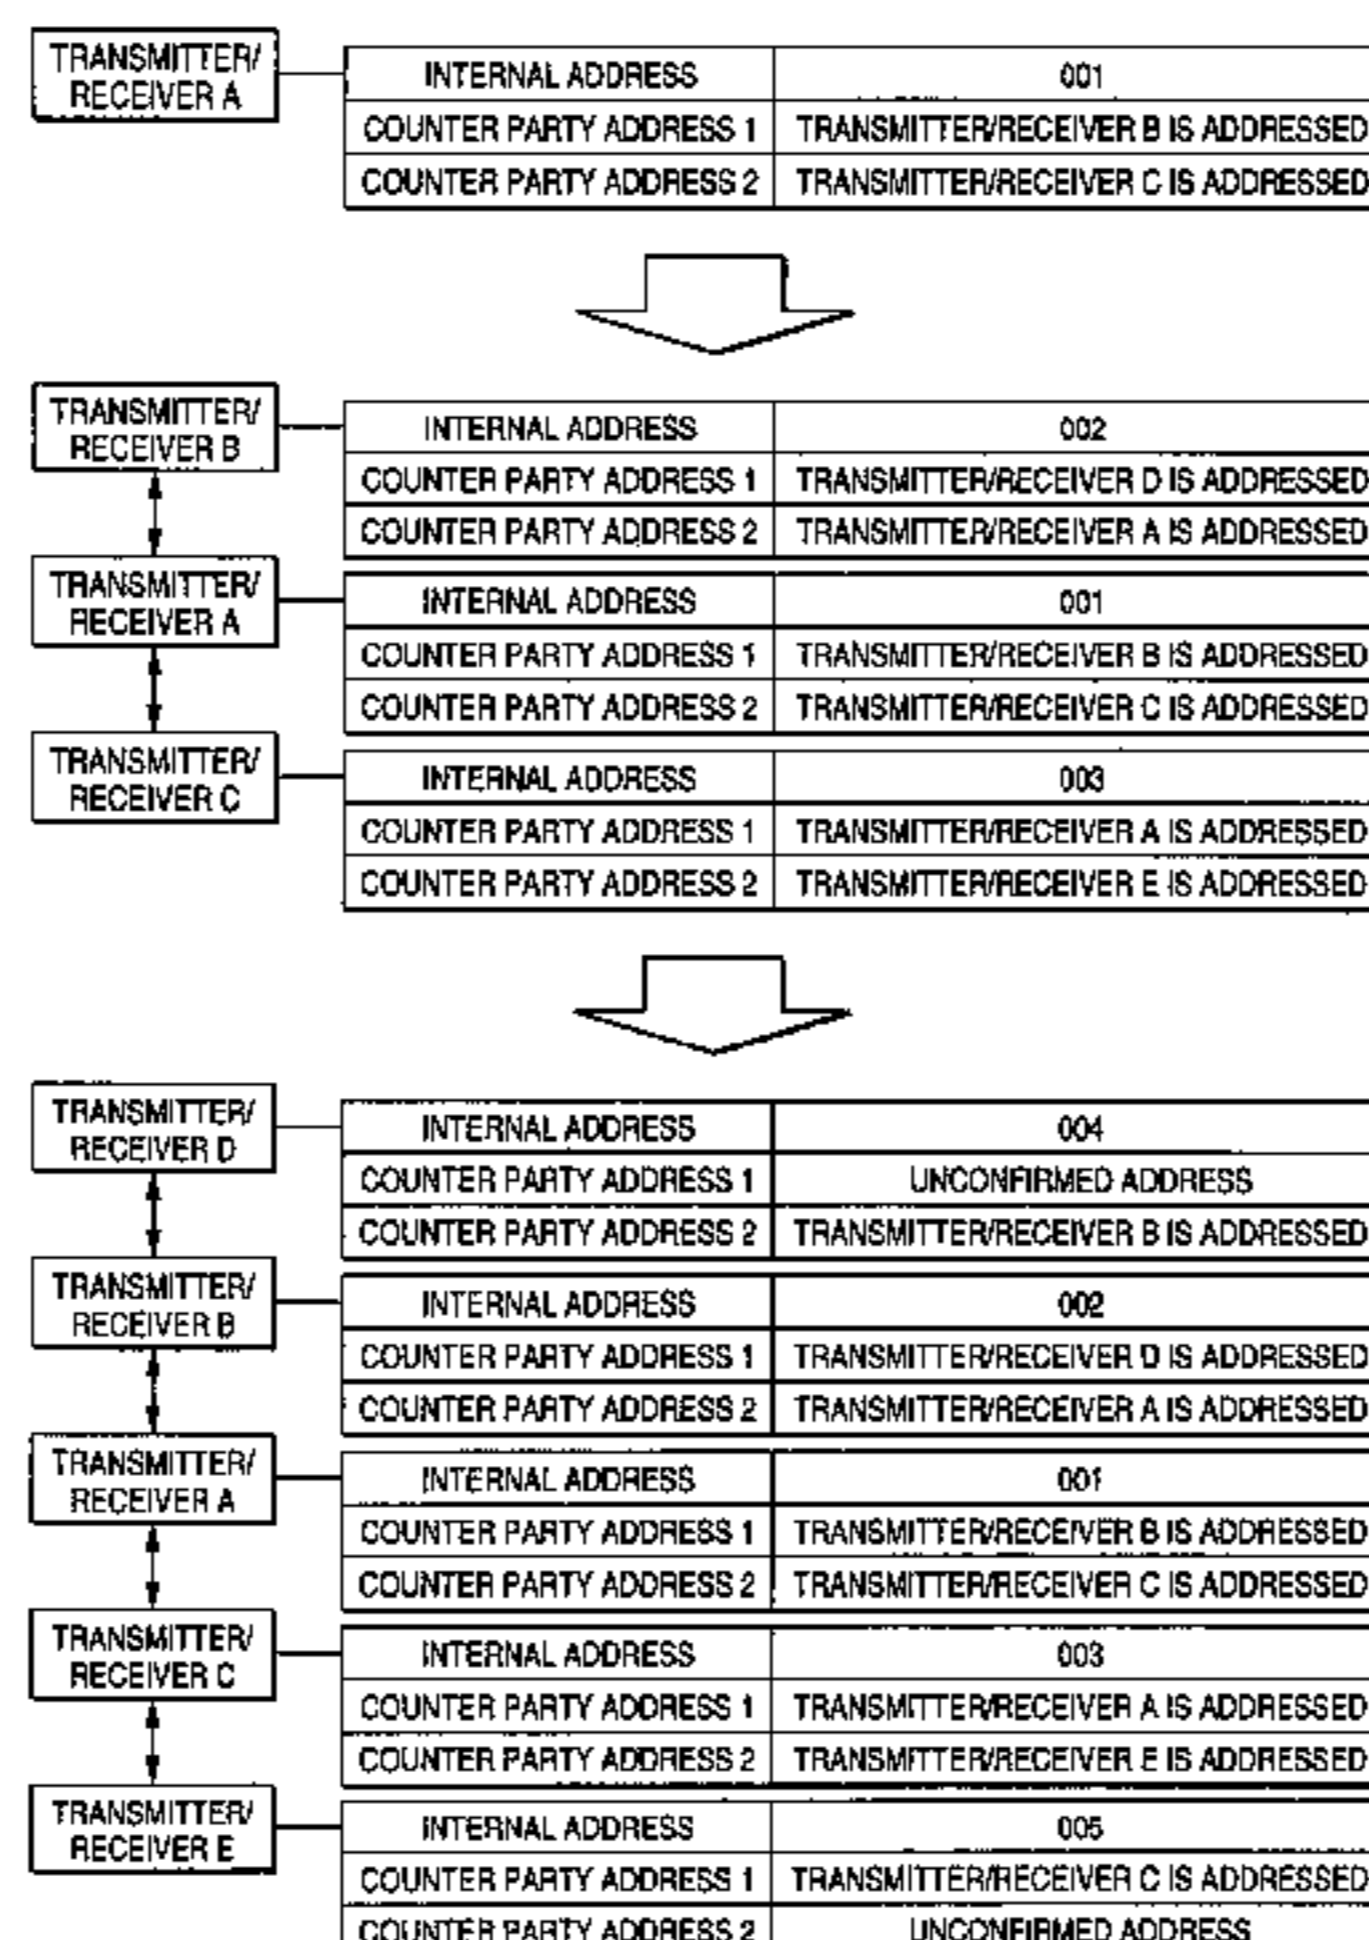 TRANSMITTER/
RECEIVER A
INTERNAL ADDRESS 001
COUNTER PARTY ADDRESS 1 TRANSMITTER/RECEIVER B IS ADDRESSED
COUNTER PARTY ADDRESS 2 TRANSMITTER/RECEIVER C IS ADDRESSED
TRANSMITTER/
RECEIVER B
INTERNAL ADDRESS 002
COUNTER PARTY ADDRESS 1 TRANSMITTER/RECEIVER D IS ADDRESSED
COUNTER PARTY ADDRESS 2 TRANSMITTER/RECEIVER A IS ADDRESSED
TRANSMITTER/
RECEIVER A
INTERNAL ADDRESS 001
COUNTER PARTY ADDRESS 1 TRANSMITTER/RECEIVER B IS ADDRESSED
COUNTER PARTY ADDRESS 2 TRANSMITTER/RECEIVER C IS ADDRESSED
TRANSMITTER/
RECEIVER C
INTERNAL ADDRESS 003
COUNTER PARTY ADDRESS 1 TRANSMITTER/RECEIVER A IS ADDRESSED
COUNTER PARTY ADDRESS 2 TRANSMITTER/RECEIVER E IS ADDRESSED
TRANSMITTER/
RECEIVER D
INTERNAL ADDRESS 004
COUNTER PARTY ADDRESS 1 UNCONFIRMED ADDRESS
COUNTER PARTY ADDRESS 2 TRANSMITTER/RECEIVER B IS ADDRESSED
TRANSMITTER/
RECEIVER B
INTERNAL ADDRESS 002
COUNTER PARTY ADDRESS 1 TRANSMITTER/RECEIVER D IS ADDRESSED
COUNTER PARTY ADDRESS 2 TRANSMITTER/RECEIVER A IS ADDRESSED
TRANSMITTER/
RECEIVER A
INTERNAL ADDRESS 001
COUNTER PARTY ADDRESS 1 TRANSMITTER/RECEIVER B IS ADDRESSED
COUNTER PARTY ADDRESS 2 TRANSMITTER/RECEIVER C IS ADDRESSED
TRANSMITTER/
RECEIVER C
INTERNAL ADDRESS 003
COUNTER PARTY ADDRESS 1 TRANSMITTER/RECEIVER A IS ADDRESSED
COUNTER PARTY ADDRESS 2 TRANSMITTER/RECEIVER E IS ADDRESSED
TRANSMITTER/
RECEIVER E
INTERNAL ADDRESS 005
COUNTER PARTY ADDRESS 1 TRANSMITTER/RECEIVER C IS ADDRESSED
COUNTER PARTY ADDRESS 2 UNCONFIRMED ADDRESS